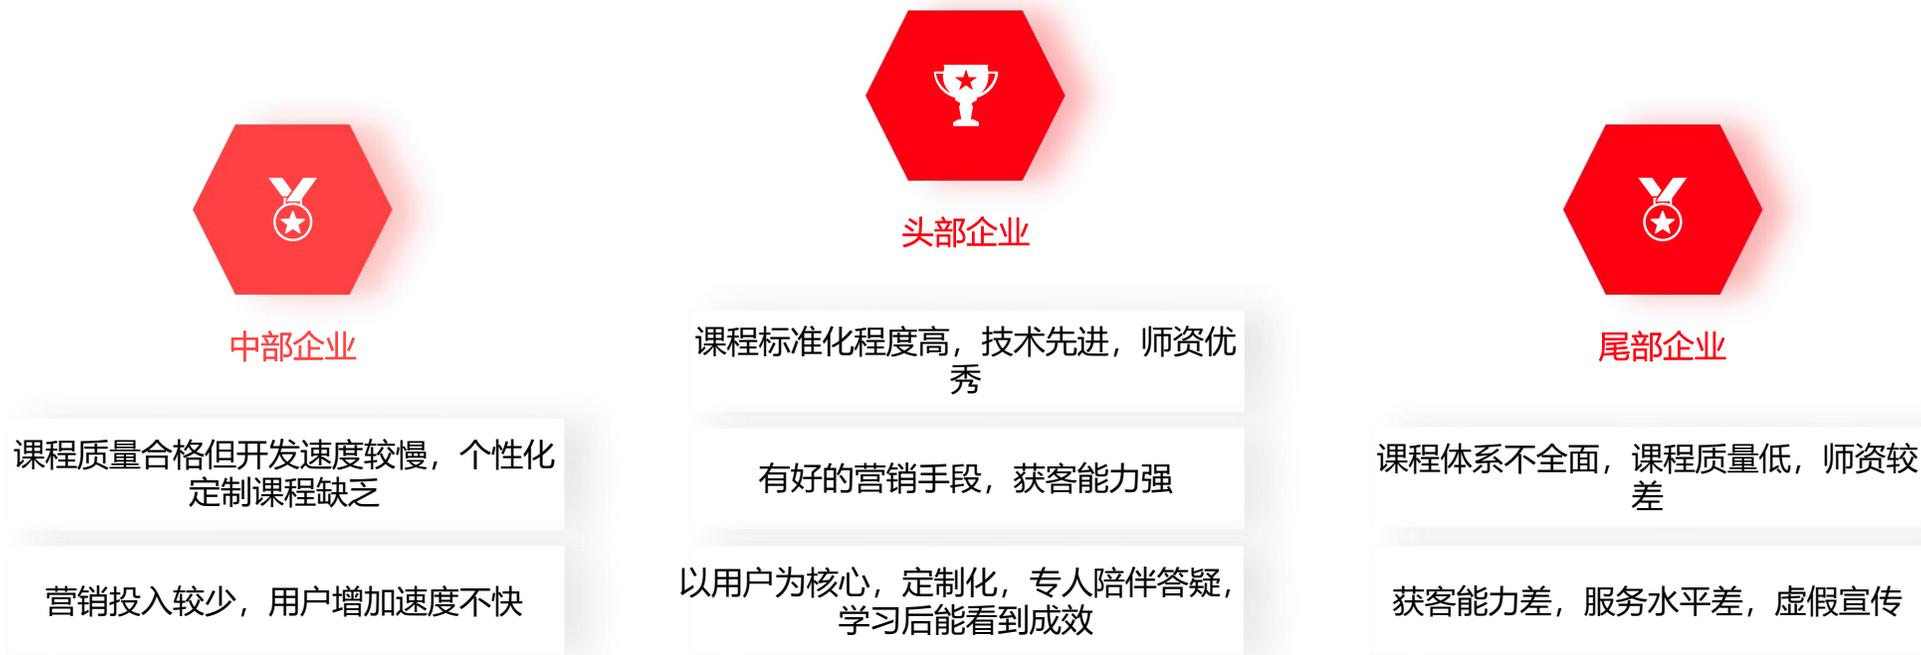 中部企业
课程质量合格但开发速度较慢，个性化
定制课程缺乏
营销投入较少，用户增加速度不快
头部企业
课程标准化程度高，技术先进，师资优
秀
有好的营销手段，获客能力强
以用户为核心，定制化，专人陪伴答疑，
学习后能看到成效
尾部企业
课程体系不全面，课程质量低，师资较
差
获客能力差，服务水平差，虚假宣传